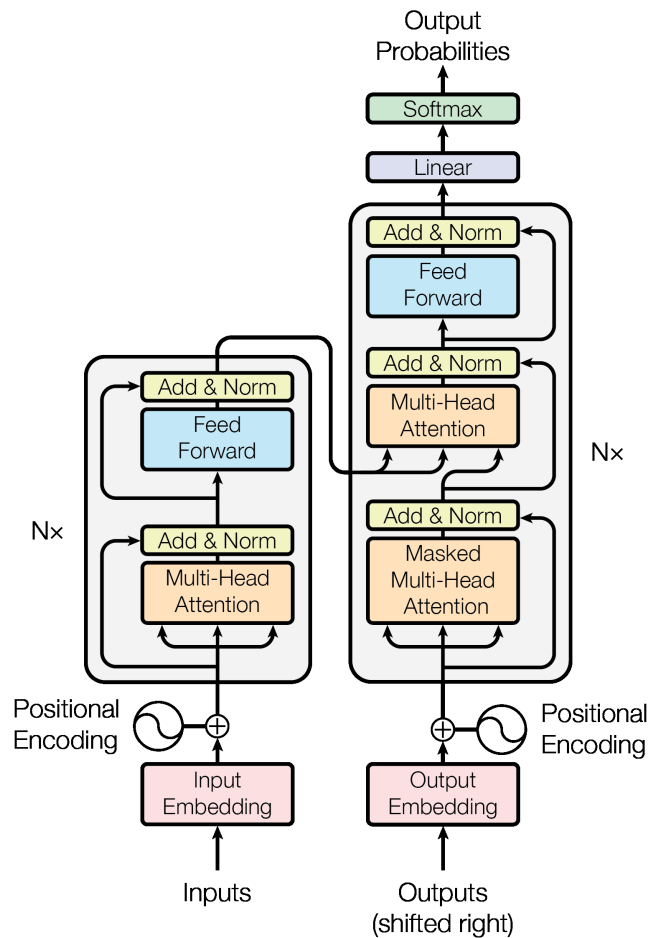 Output
Probabilities
Softmax
Linear
Add & Norm
Feed
Forward
Add & Norm
Multi-Head
Attention
Add & Norm
Masked
Multi-Head
Attention
Nx
Add & Norm
Feed
Forward
Add & Norm
Multi-Head
Attention
Nx
Positional
Encoding
Positional
Encoding
Input
Embedding
Output
Embedding
Inputs
Outputs
(shifted right)